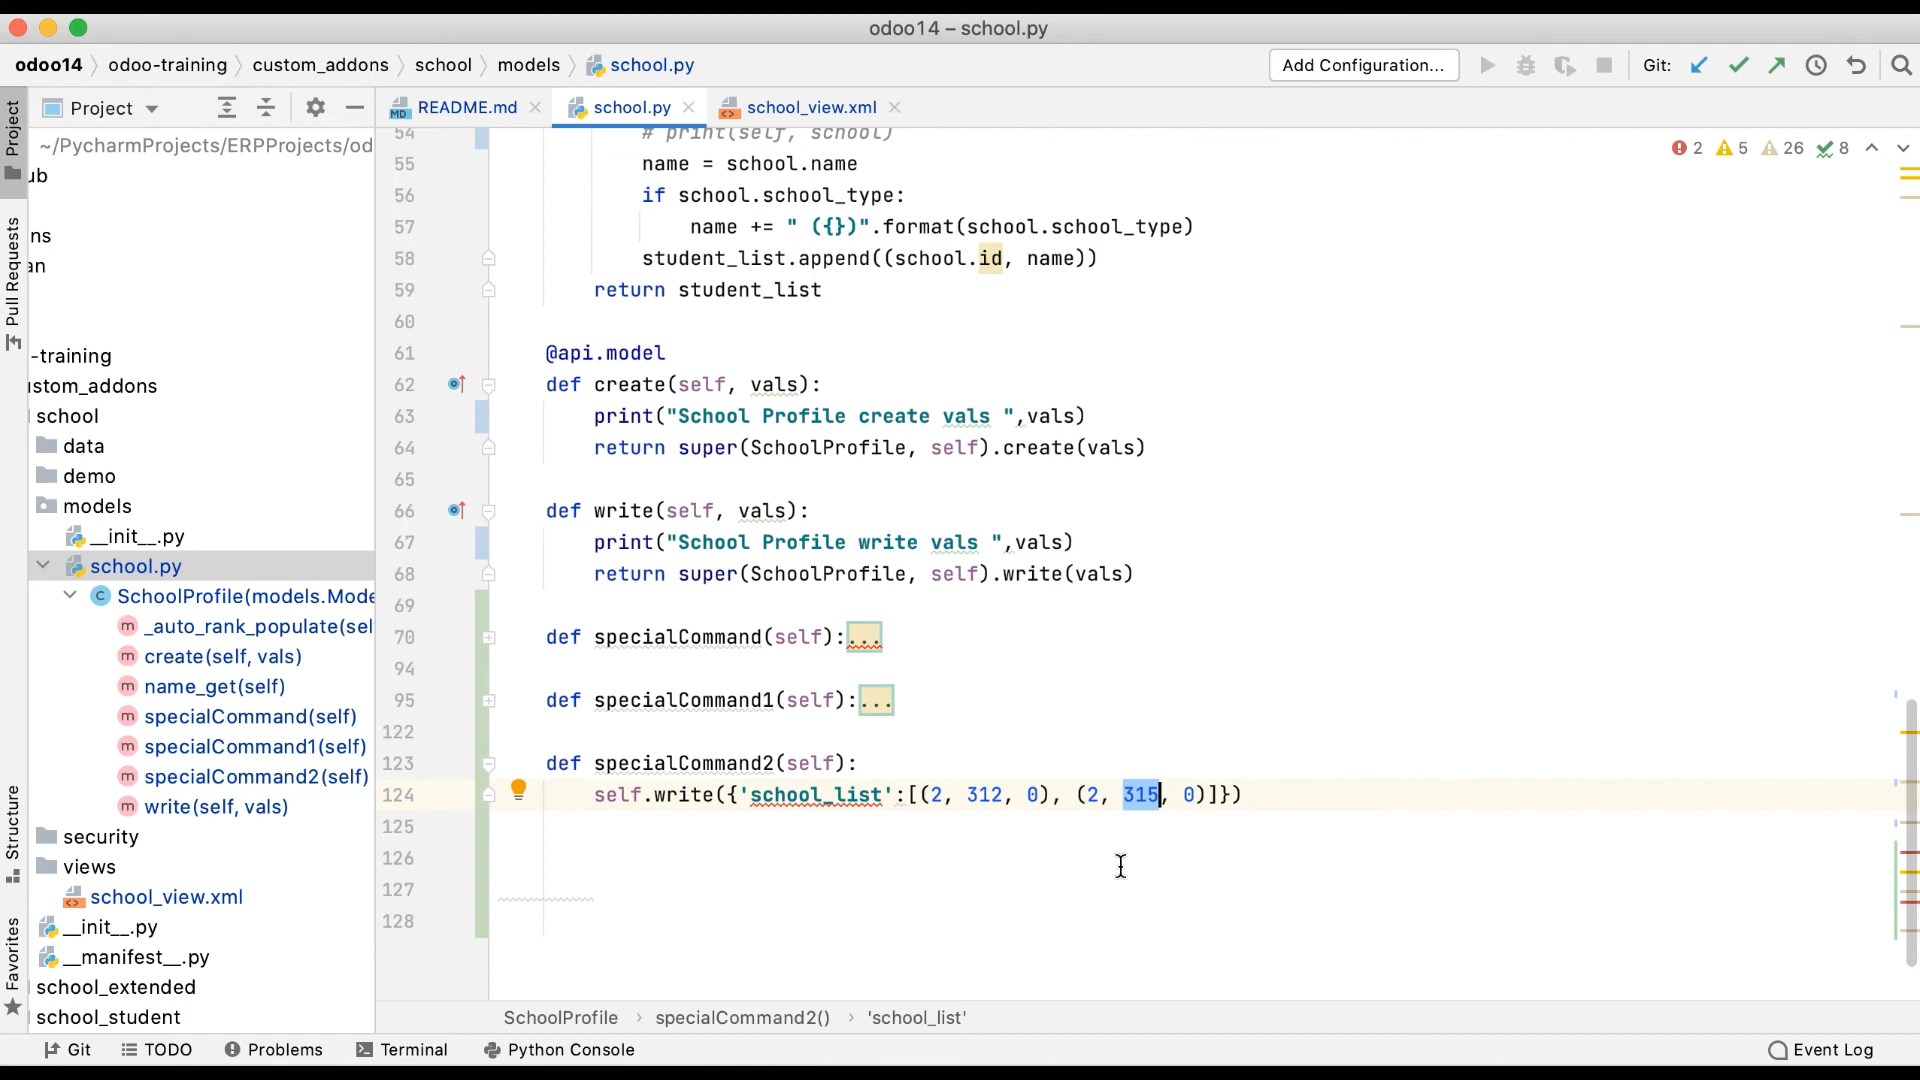 odoo14 – school.py
odoo14 odoo-training custom_addons school models school.py Add Configuration... Git:
Project README.md school.py school_view.xml
Project
Pull Requests
Structure
Favorites
~/PycharmProjects/ERPProjects/od
ub
ns
an
-training
ustom_addons
school
data
demo
models
__init__.py
school.py
C SchoolProfile(models.Mode
m _auto_rank_populate(sel
m create(self, vals)
m name_get(self)
m specialCommand(self)
m specialCommand1(self)
m specialCommand2(self)
m write(self, vals)
security
views
school_view.xml
__init__.py
__manifest__.py
school_extended
school_student
2 5 26 8
54 # print(self, school)
55 name = school.name
56 if school.school_type:
57 name += " ({})".format(school.school_type)
58 student_list.append((school.id, name))
59 return student_list
60
61 @api.model
62 def create(self, vals):
63 print("School Profile create vals ",vals)
64 return super(SchoolProfile, self).create(vals)
65
66 def write(self, vals):
67 print("School Profile write vals ",vals)
68 return super(SchoolProfile, self).write(vals)
69
70 def specialCommand(self):...
94
95 def specialCommand1(self):...
122
123 def specialCommand2(self):
124 self.write({'school_list':[(2, 312, 0), (2, 315, 0)]})
125
126
127
128
SchoolProfile specialCommand2() 'school_list'
Git TODO Problems Terminal Python Console Event Log